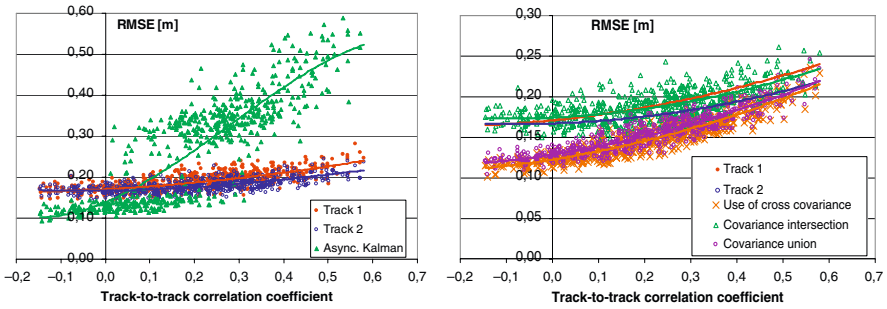 RMSE [m]
0,60
0,50
0,40
0,30
0,20
0,10
0,00
Track 1
Track 2
Async. Kalman
–0,2 –0,1 0,0 0,1 0,2 0,3 0,4 0,5 0,6 0,7
Track-to-track correlation coefficient
RMSE [m]
0,30
0,25
0,20
0,15
0,10
0,05
0,00
Track 1
Track 2
Use of cross covariance
Covariance intersection
Covariance union
–0,2 –0,1 0,0 0,1 0,2 0,3 0,4 0,5 0,6 0,7
Track-to-track correlation coefficient